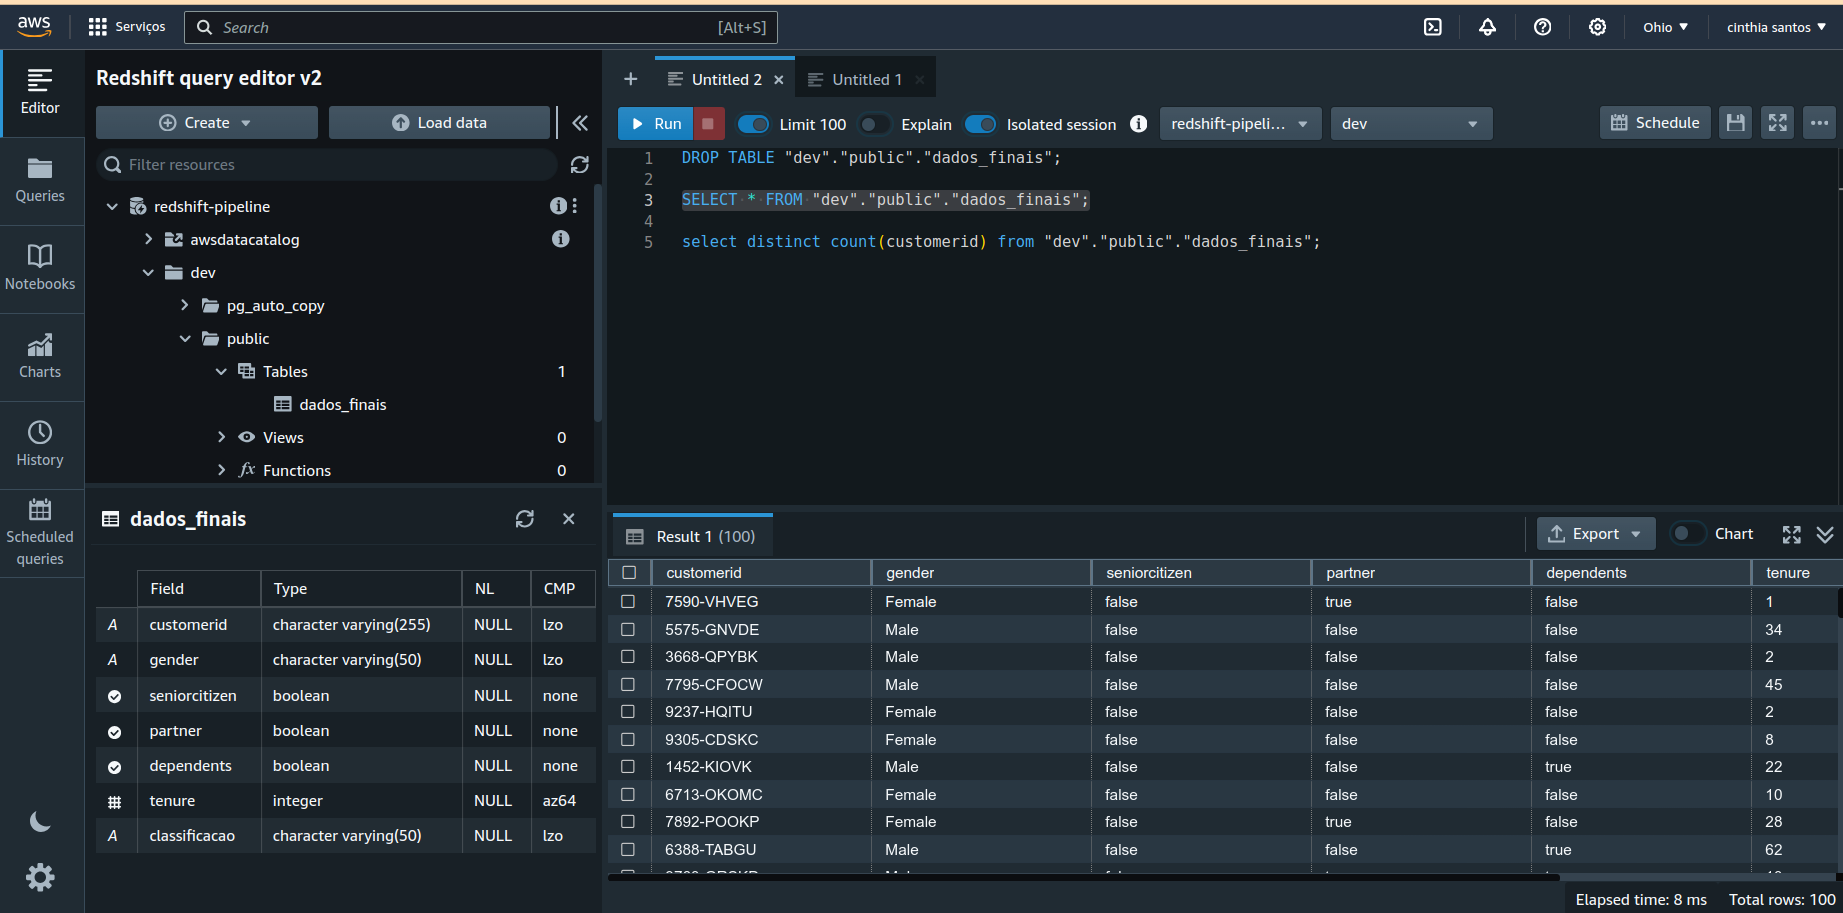 aws
Serviços
Search
[Alt+S]
Ohio
cinthia santos
Editor
Queries
Notebooks
Charts
History
Scheduled
queries
Redshift query editor v2
Create
Load data
Filter resources
redshift-pipeline
awsdatacatalog
dev
pg_auto_copy
public
Tables 1
dados_finais
Views 0
fx Functions 0
dados_finais
Field Type NL CMP
A customerid character varying(255) NULL lzo
A gender character varying(50) NULL lzo
seniorcitizen boolean NULL none
partner boolean NULL none
dependents boolean NULL none
tenure integer NULL az64
A classificacao character varying(50) NULL lzo
Untitled 2
Untitled 1
Run
Limit 100
Explain
Isolated session
redshift-pipeli...
dev
Schedule
1 DROP TABLE "dev"."public"."dados_finais";
2
3 SELECT * FROM "dev"."public"."dados_finais";
4
5 select distinct count(customerid) from "dev"."public"."dados_finais";
Result 1 (100)
Export
Chart
customerid gender seniorcitizen partner dependents tenure
7590-VHVEG Female false true false 1
5575-GNVDE Male false false false 34
3668-QPYBK Male false false false 2
7795-CFOCW Male false false false 45
9237-HQITU Female false false false 2
9305-CDSKC Female false false false 8
1452-KIOVK Male false false true 22
6713-OKOMC Female false false false 10
7892-POOKP Female false true false 28
6388-TABGU Male false false true 62
Elapsed time: 8 ms
Total rows: 100